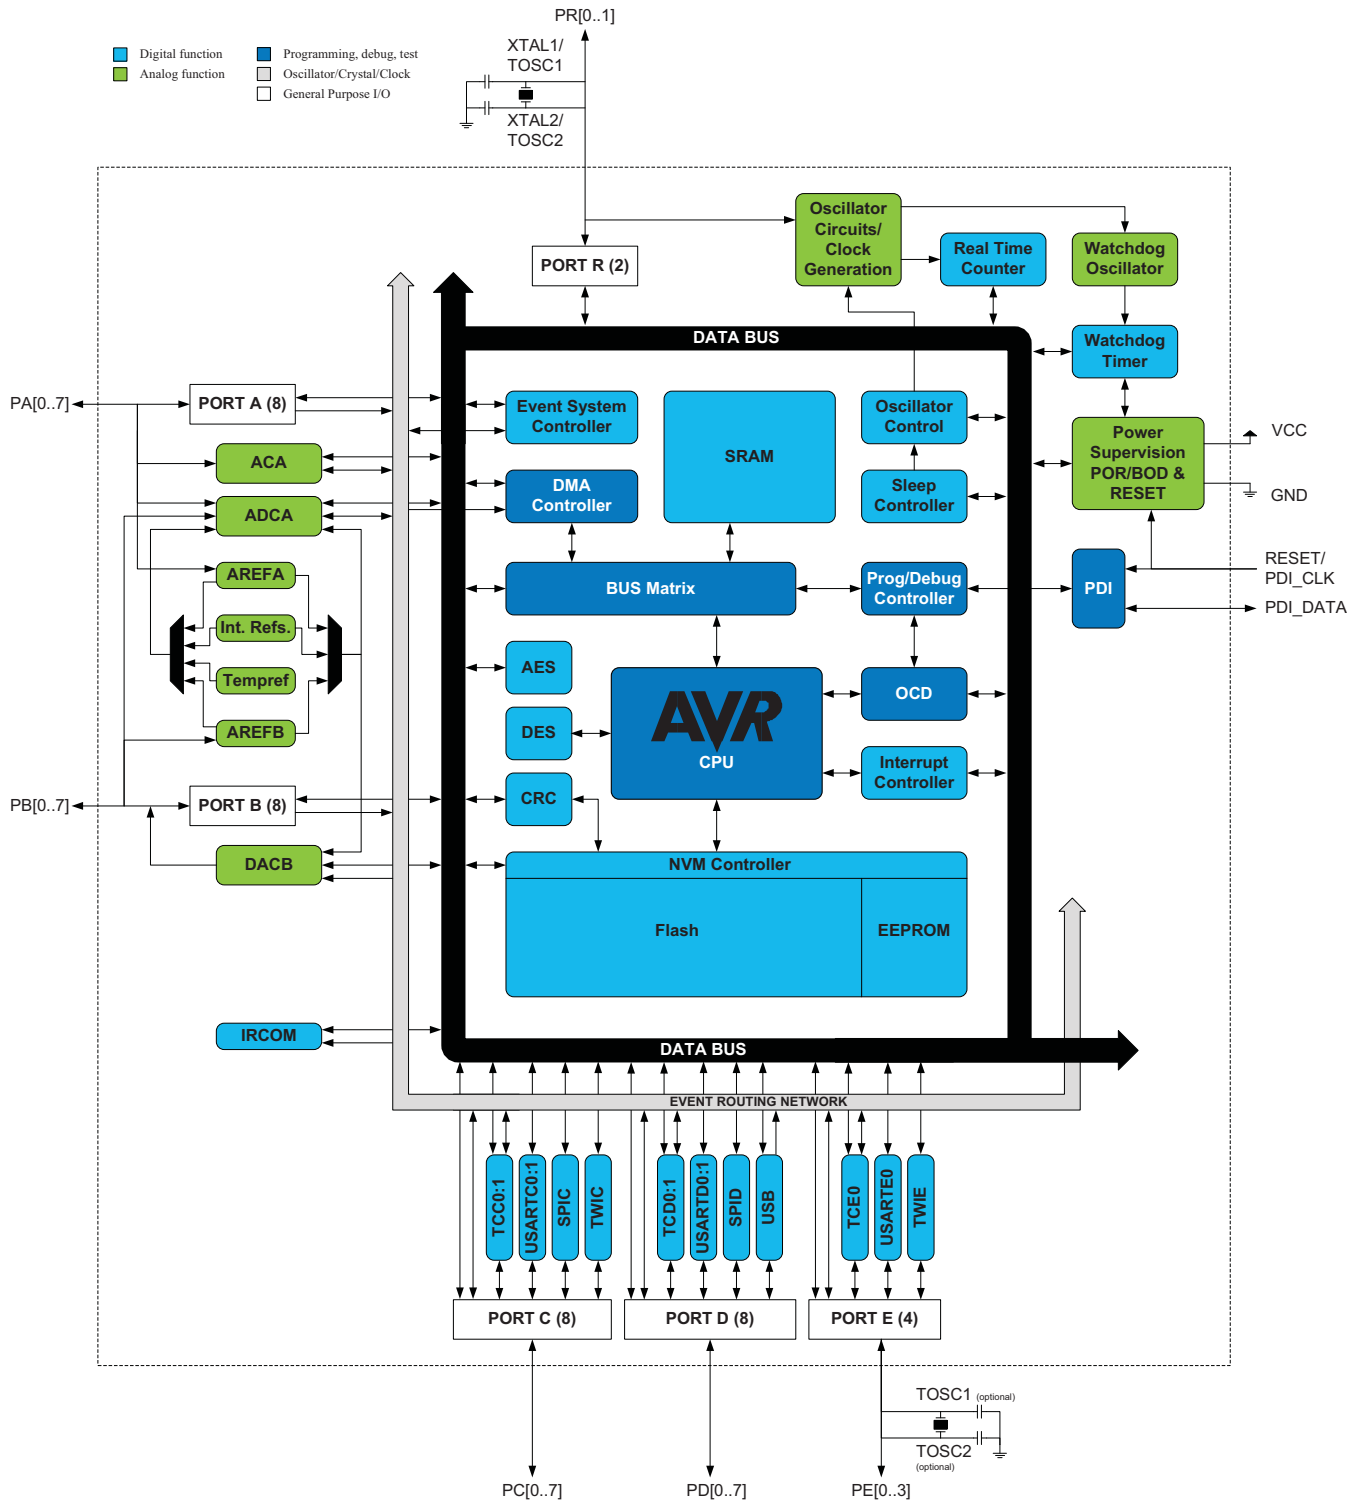 PR[0..1]
Digital function
Analog function
Programming, debug, test
Oscillator/Crystal/Clock
General Purpose I/O
XTAL1/
TOSC1
XTAL2/
TOSC2
Oscillator
Circuits/
Clock
Generation
Real Time
Counter
Watchdog
Oscillator
PORT R (2)
DATA BUS
Watchdog
Timer
PA[0..7]
PORT A (8)
Event System
Controller
SRAM
Oscillator
Control
Power
Supervision
POR/BOD &
RESET
VCC
GND
ACA
DMA
Controller
Sleep
Controller
ADCA
RESET/
PDI_CLK
PDI_DATA
AREFA
BUS Matrix
Prog/Debug
Controller
PDI
Int. Refs.
AES
Tempref
AVR
CPU
OCD
AREFB
DES
Interrupt
Controller
PB[0..7]
PORT B (8)
CRC
DACB
NVM Controller
Flash
EEPROM
IRCOM
DATA BUS
EVENT ROUTING NETWORK
TCC0:1
USARTC0:1
SPIC
TWIC
TCD0:1
USARTD0:1
SPID
USB
TCE0
USARTE0
TWIE
PORT C (8)
PORT D (8)
PORT E (4)
TOSC1 (optional)
TOSC2
(optional)
PC[0..7]
PD[0..7]
PE[0..3]